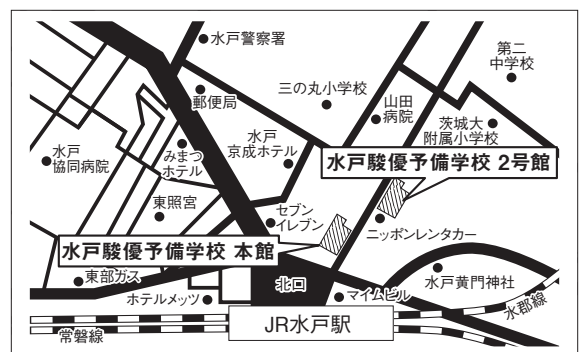 水戸警察署
第二
中学校
三の丸小学校
郵便局
山田
病院
茨城大
附属小学校
水戸
京成ホテル
水戸
協同病院
みまつ
ホテル
水戸駿優予備学校 2号館
東照宮
セブン
イレブン
ニッポンレンタカー
水戸駿優予備学校 本館
東部ガス
北口
水戸黄門神社
ホテルメッツ
マイムビル
水郡線
JR水戸駅
常磐線